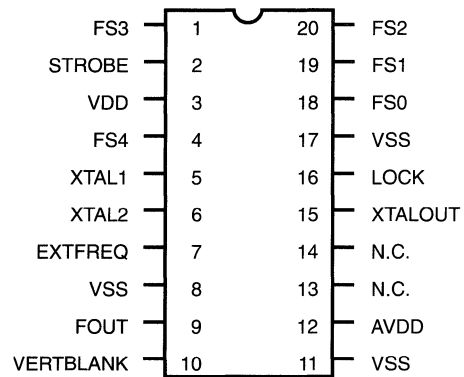 FS3 1 20 FS2
STROBE 2 19 FS1
VDD 3 18 FS0
FS4 4 17 VSS
XTAL1 5 16 LOCK
XTAL2 6 15 XTALOUT
EXTFREQ 7 14 N.C.
VSS 8 13 N.C.
FOUT 9 12 AVDD
VERTBLANK 10 11 VSS